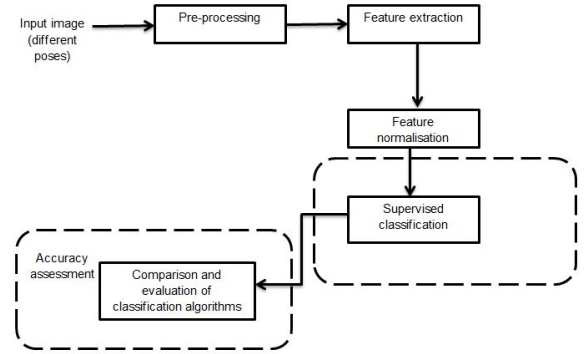 Input image
(different
poses)
Pre-processing
Feature extraction
Feature
normalisation
Supervised
classification
Accuracy
assessment
Comparison and
evaluation of
classification algorithms